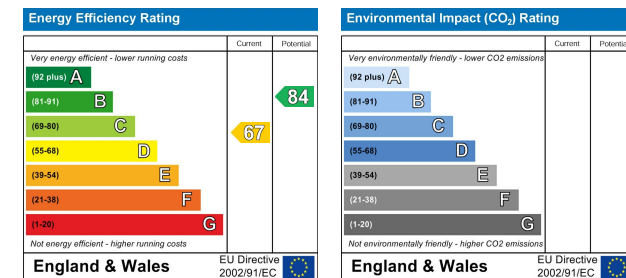 Energy Efficiency Rating
Current Potential
Very energy efficient - lower running costs
(92 plus) A
(81-91) B
84
(69-80) C
67
(55-68) D
(39-54) E
(21-38) F
(1-20) G
Not energy efficient - higher running costs
England & Wales
EU Directive
2002/91/EC
Environmental Impact (CO₂) Rating
Current Potential
Very environmentally friendly - lower CO2 emissions
(92 plus) A
(81-91) B
(69-80) C
(55-68) D
(39-54) E
(21-38) F
(1-20) G
Not environmentally friendly - higher CO2 emissions
England & Wales
EU Directive
2002/91/EC